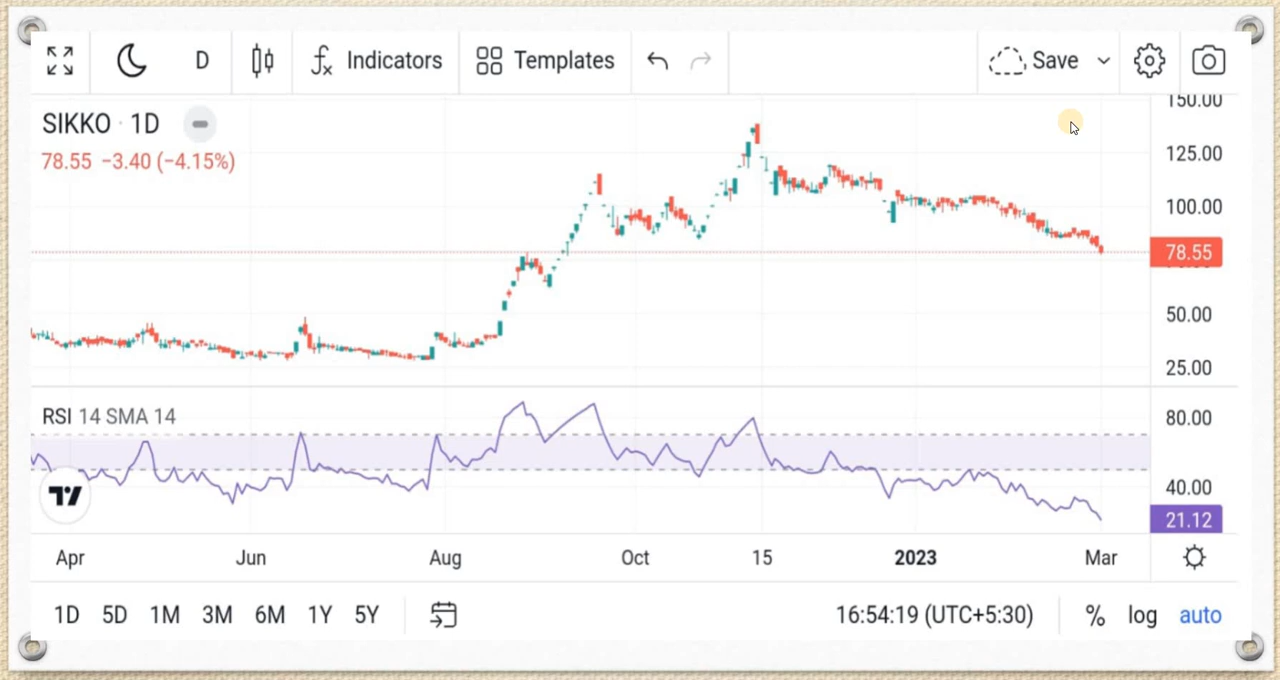 D
Indicators
Templates
Save
SIKKO · 1D
78.55 −3.40 (−4.15%)
150.00
125.00
100.00
78.55
50.00
25.00
RSI 14 SMA 14
80.00
40.00
21.12
Apr Jun Aug Oct 15 2023 Mar
1D 5D 1M 3M 6M 1Y 5Y 16:54:19 (UTC+5:30) % log auto